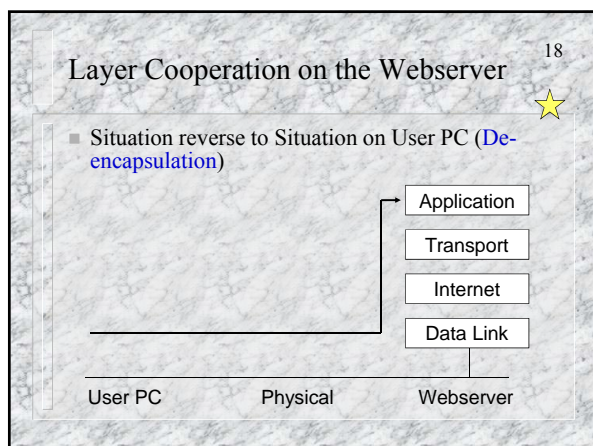 18
Layer Cooperation on the Webserver
Situation reverse to Situation on User PC (De-
encapsulation)
Application
Transport
Internet
Data Link
User PC
Physical
Webserver